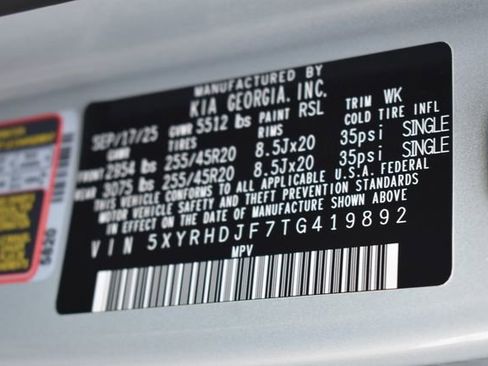 MANUFACTURED BY
KIA GEORGIA. INC.
SEP/17/25 GVWR 5512 lbs PAINT RSL TRIM WK
GAWR TIRES RIMS COLD TIRE INFL
FRONT 2954 lbs 255/45R20 8.5Jx20 35psi SINGLE
REAR 3075 lbs 255/45R20 8.5Jx20 35psi SINGLE
THIS VEHICLE CONFORMS TO ALL APPLICABLE U.S.A. FEDERAL
MOTOR VEHICLE SAFETY AND THEFT PREVENTION STANDARDS
IN EFFECT ON THE DATE OF MANUFACTURE SHOWN ABOVE
VIN 5XYRHDJF7TG419892
MPV
5B20